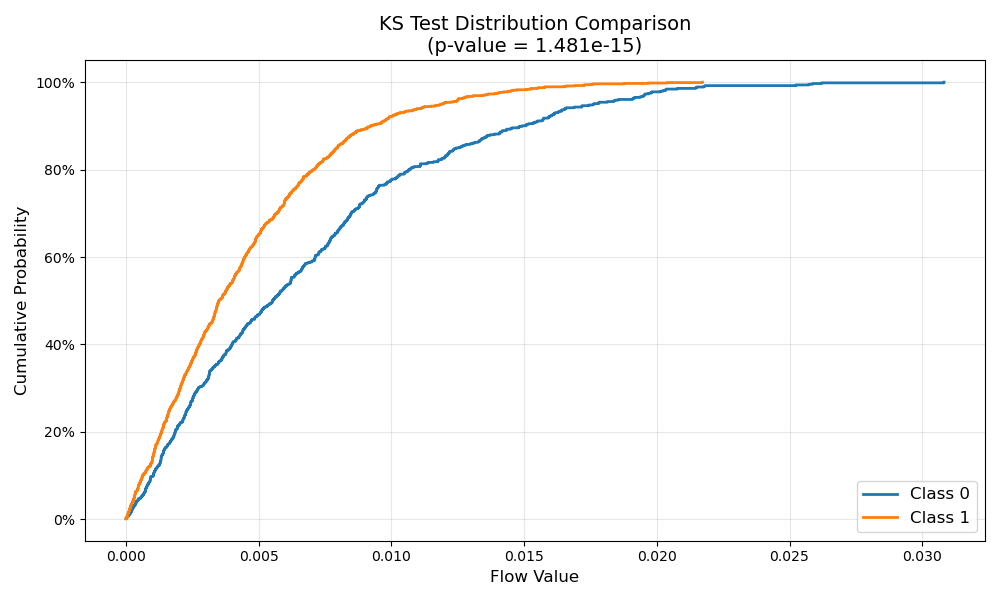 KS Test Distribution Comparison
(p-value = 1.481e-15)
Cumulative Probability
100%
80%
60%
40%
20%
0%
0.000 0.005 0.010 0.015 0.020 0.025 0.030
Flow Value
Class 0
Class 1